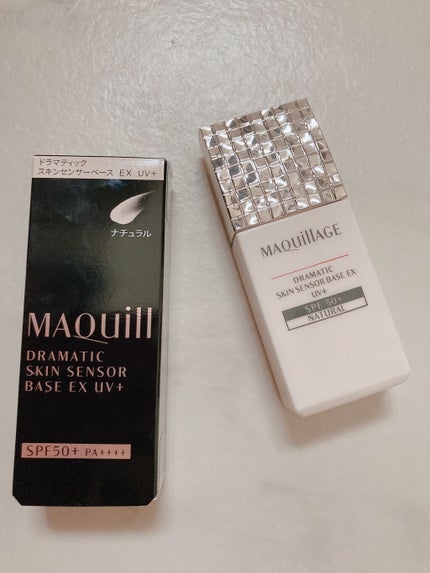 ドラマティック
スキンセンサーベース EX UV+
ナチュラル
MAQuill
DRAMATIC
SKIN SENSOR
BASE EX UV+
SPF50+ PA++++
MAQuillAGE
DRAMATIC
SKIN SENSOR BASE EX
UV+
SPF 50+
NATURAL